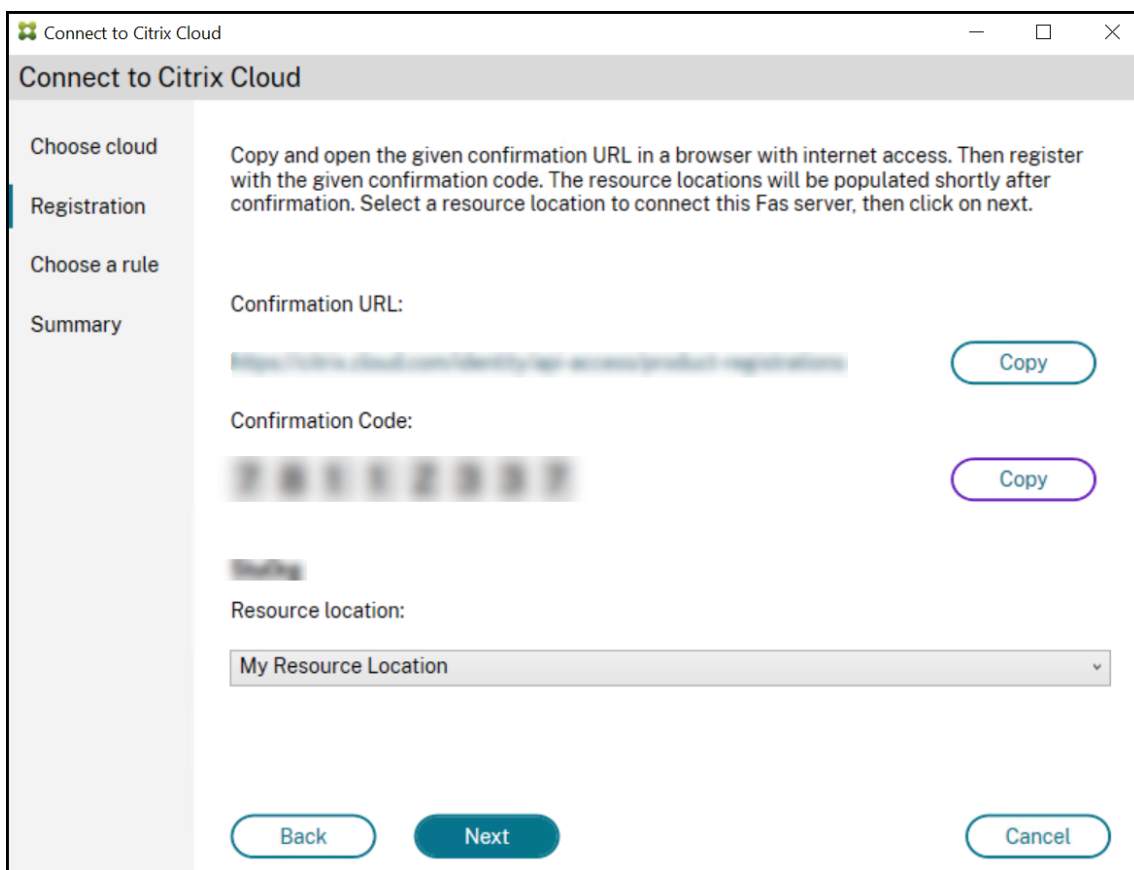 Connect to Citrix Cloud
Connect to Citrix Cloud
Choose cloud
Registration
Choose a rule
Summary
Copy and open the given confirmation URL in a browser with internet access. Then register
with the given confirmation code. The resource locations will be populated shortly after
confirmation. Select a resource location to connect this Fas server, then click on next.
Confirmation URL:
Copy
Confirmation Code:
Copy
Resource location:
My Resource Location
Back
Next
Cancel